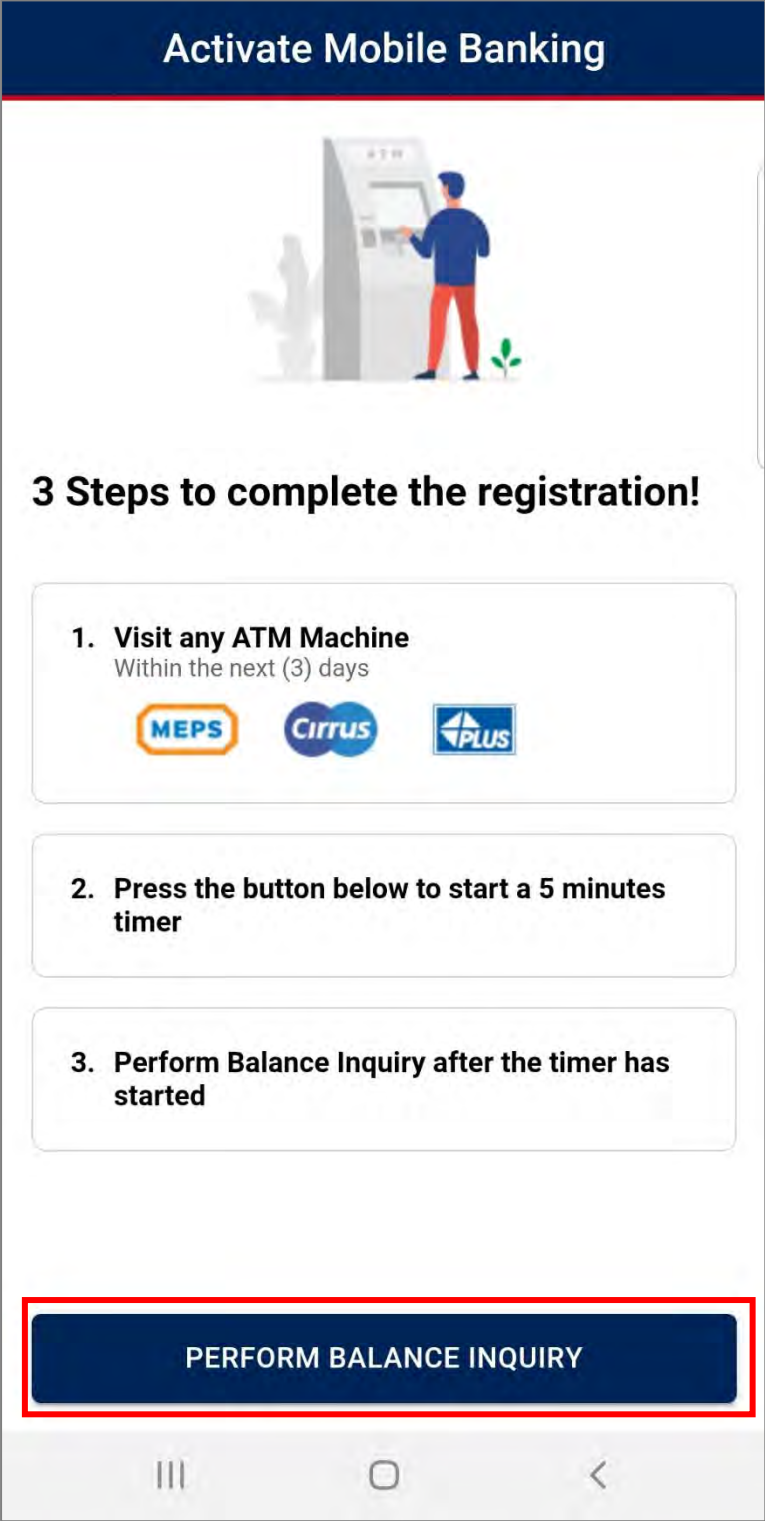 Activate Mobile Banking
ATM
3 Steps to complete the registration!
1. Visit any ATM Machine
Within the next (3) days
MEPS Cirrus PLUS
2. Press the button below to start a 5 minutes
timer
3. Perform Balance Inquiry after the timer has
started
PERFORM BALANCE INQUIRY